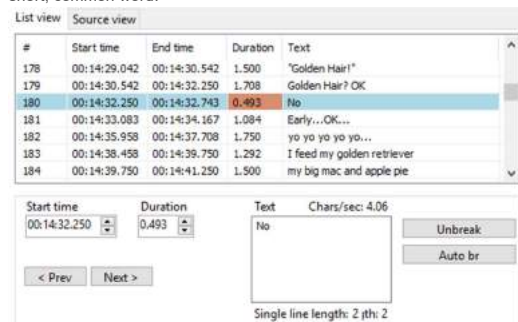 short, common word.
List view Source view
# Start time End time Duration Text
178 00:14:29.042 00:14:30.542 1.500 "Golden Hair!"
179 00:14:30.542 00:14:32.250 1.708 Golden Hair? OK
180 00:14:32.250 00:14:32.743 0.493 No
181 00:14:33.083 00:14:34.167 1.084 Early...OK...
182 00:14:35.958 00:14:37.708 1.750 yo yo yo yo yo...
183 00:14:38.458 00:14:39.750 1.292 I feed my golden retriever
184 00:14:39.750 00:14:41.250 1.500 my big mac and apple pie
Start time Duration Text Chars/sec: 4.06
00:14:32.250 0.493 No Unbreak
Auto br
< Prev Next >
Single line length: 2 jth: 2